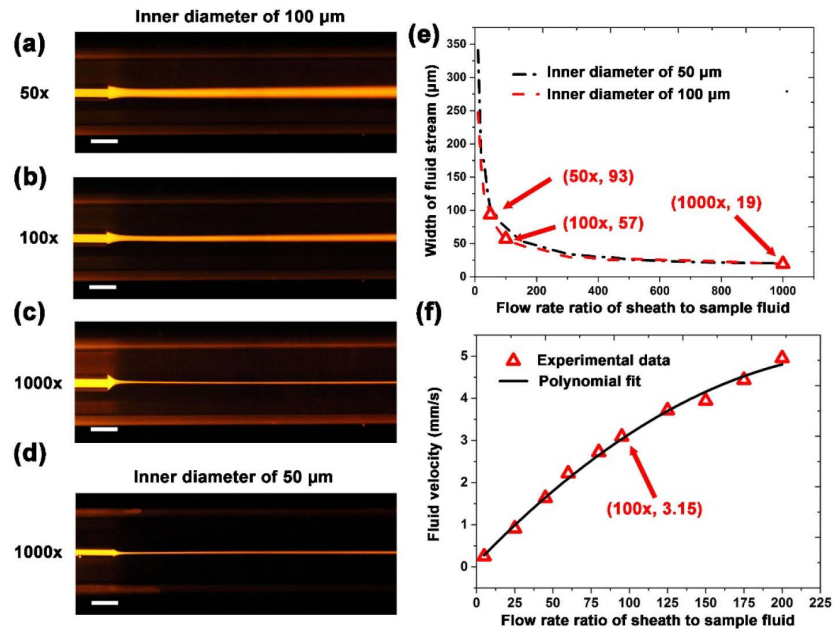 Inner diameter of 100 µm
(a)
50x
(b)
100x
(c)
1000x
(d)
Inner diameter of 50 µm
1000x
(e)
350
300
250
200
150
100
50
0
Width of fluid stream (µm)
Inner diameter of 50 µm
Inner diameter of 100 µm
(50x, 93)
(100x, 57)
(1000x, 19)
0 200 400 600 800 1000
Flow rate ratio of sheath to sample fluid
(f)
5
4
3
2
1
0
Fluid velocity (mm/s)
Experimental data
Polynomial fit
(100x, 3.15)
0 25 50 75 100 125 150 175 200 225
Flow rate ratio of sheath to sample fluid